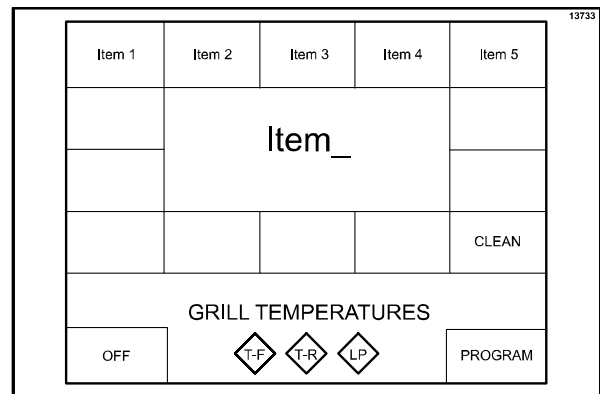 13733
Item 1 Item 2 Item 3 Item 4 Item 5
Item_
CLEAN
GRILL TEMPERATURES
OFF T-F T-R LP PROGRAM